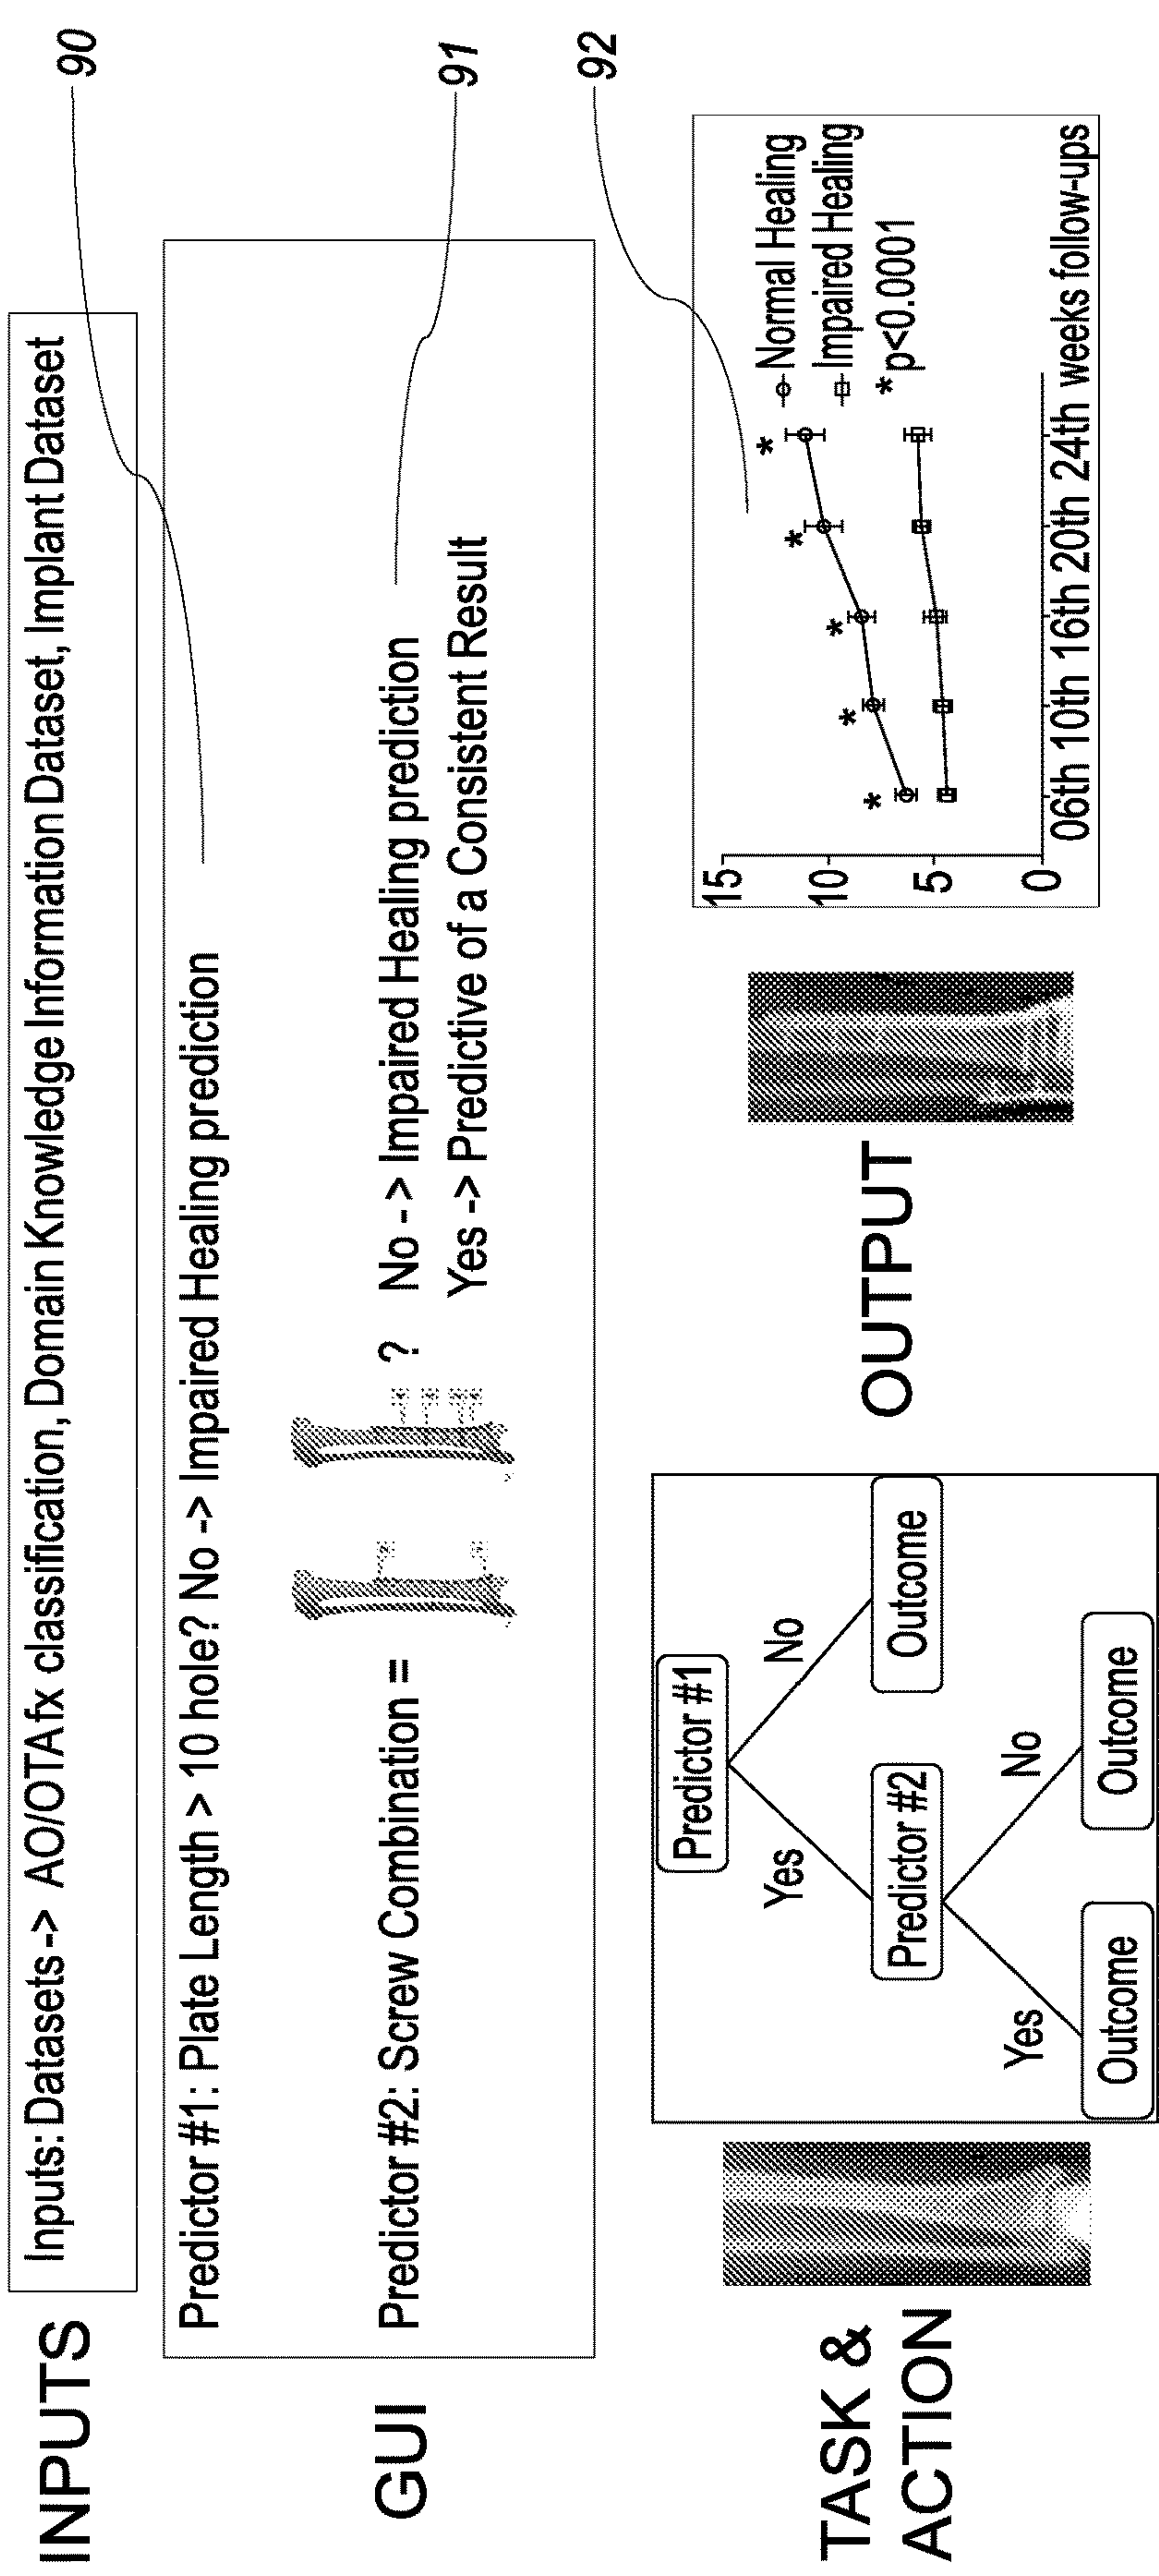 INPUTS
Inputs: Datasets -> AO/OTA fx classification, Domain Knowledge Information Dataset, Implant Dataset
90
GUI
Predictor #1: Plate Length > 10 hole? No -> Impaired Healing prediction
Predictor #2: Screw Combination = ? No -> Impaired Healing prediction
Yes -> Predictive of a Consistent Result
91
TASK &
ACTION
Predictor #1
Yes
No
Predictor #2
Outcome
Yes
No
Outcome
Outcome
OUTPUT
92
15
10
5
0
* * * * *
Normal Healing
Impaired Healing
*p<0.0001
06th 10th 16th 20th 24th weeks follow-ups